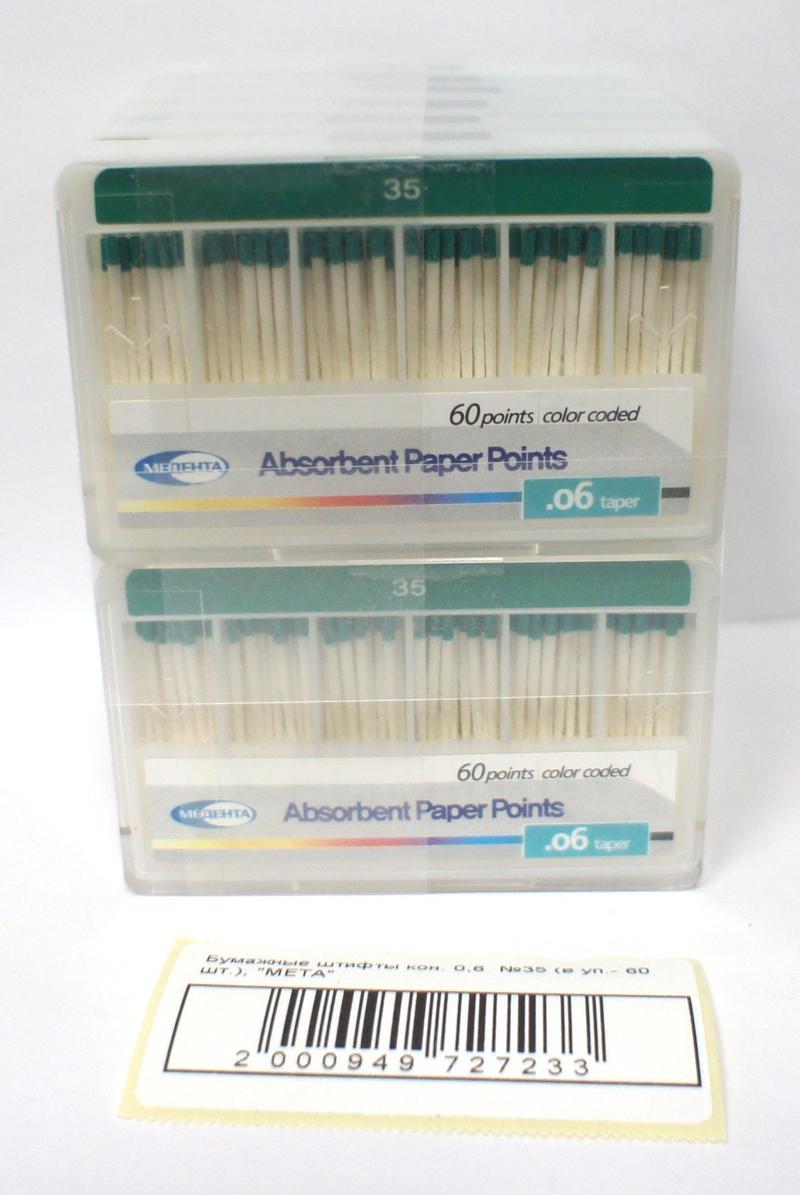 35
60 points color coded
МЕДЕНТА Absorbent Paper Points
.06 taper
35
60 points color coded
МЕДЕНТА Absorbent Paper Points
.06 taper
Бумажные штифты кон. 0,6 №35 (в уп.- 60
шт.), "МЕТА"
2 000949 727233